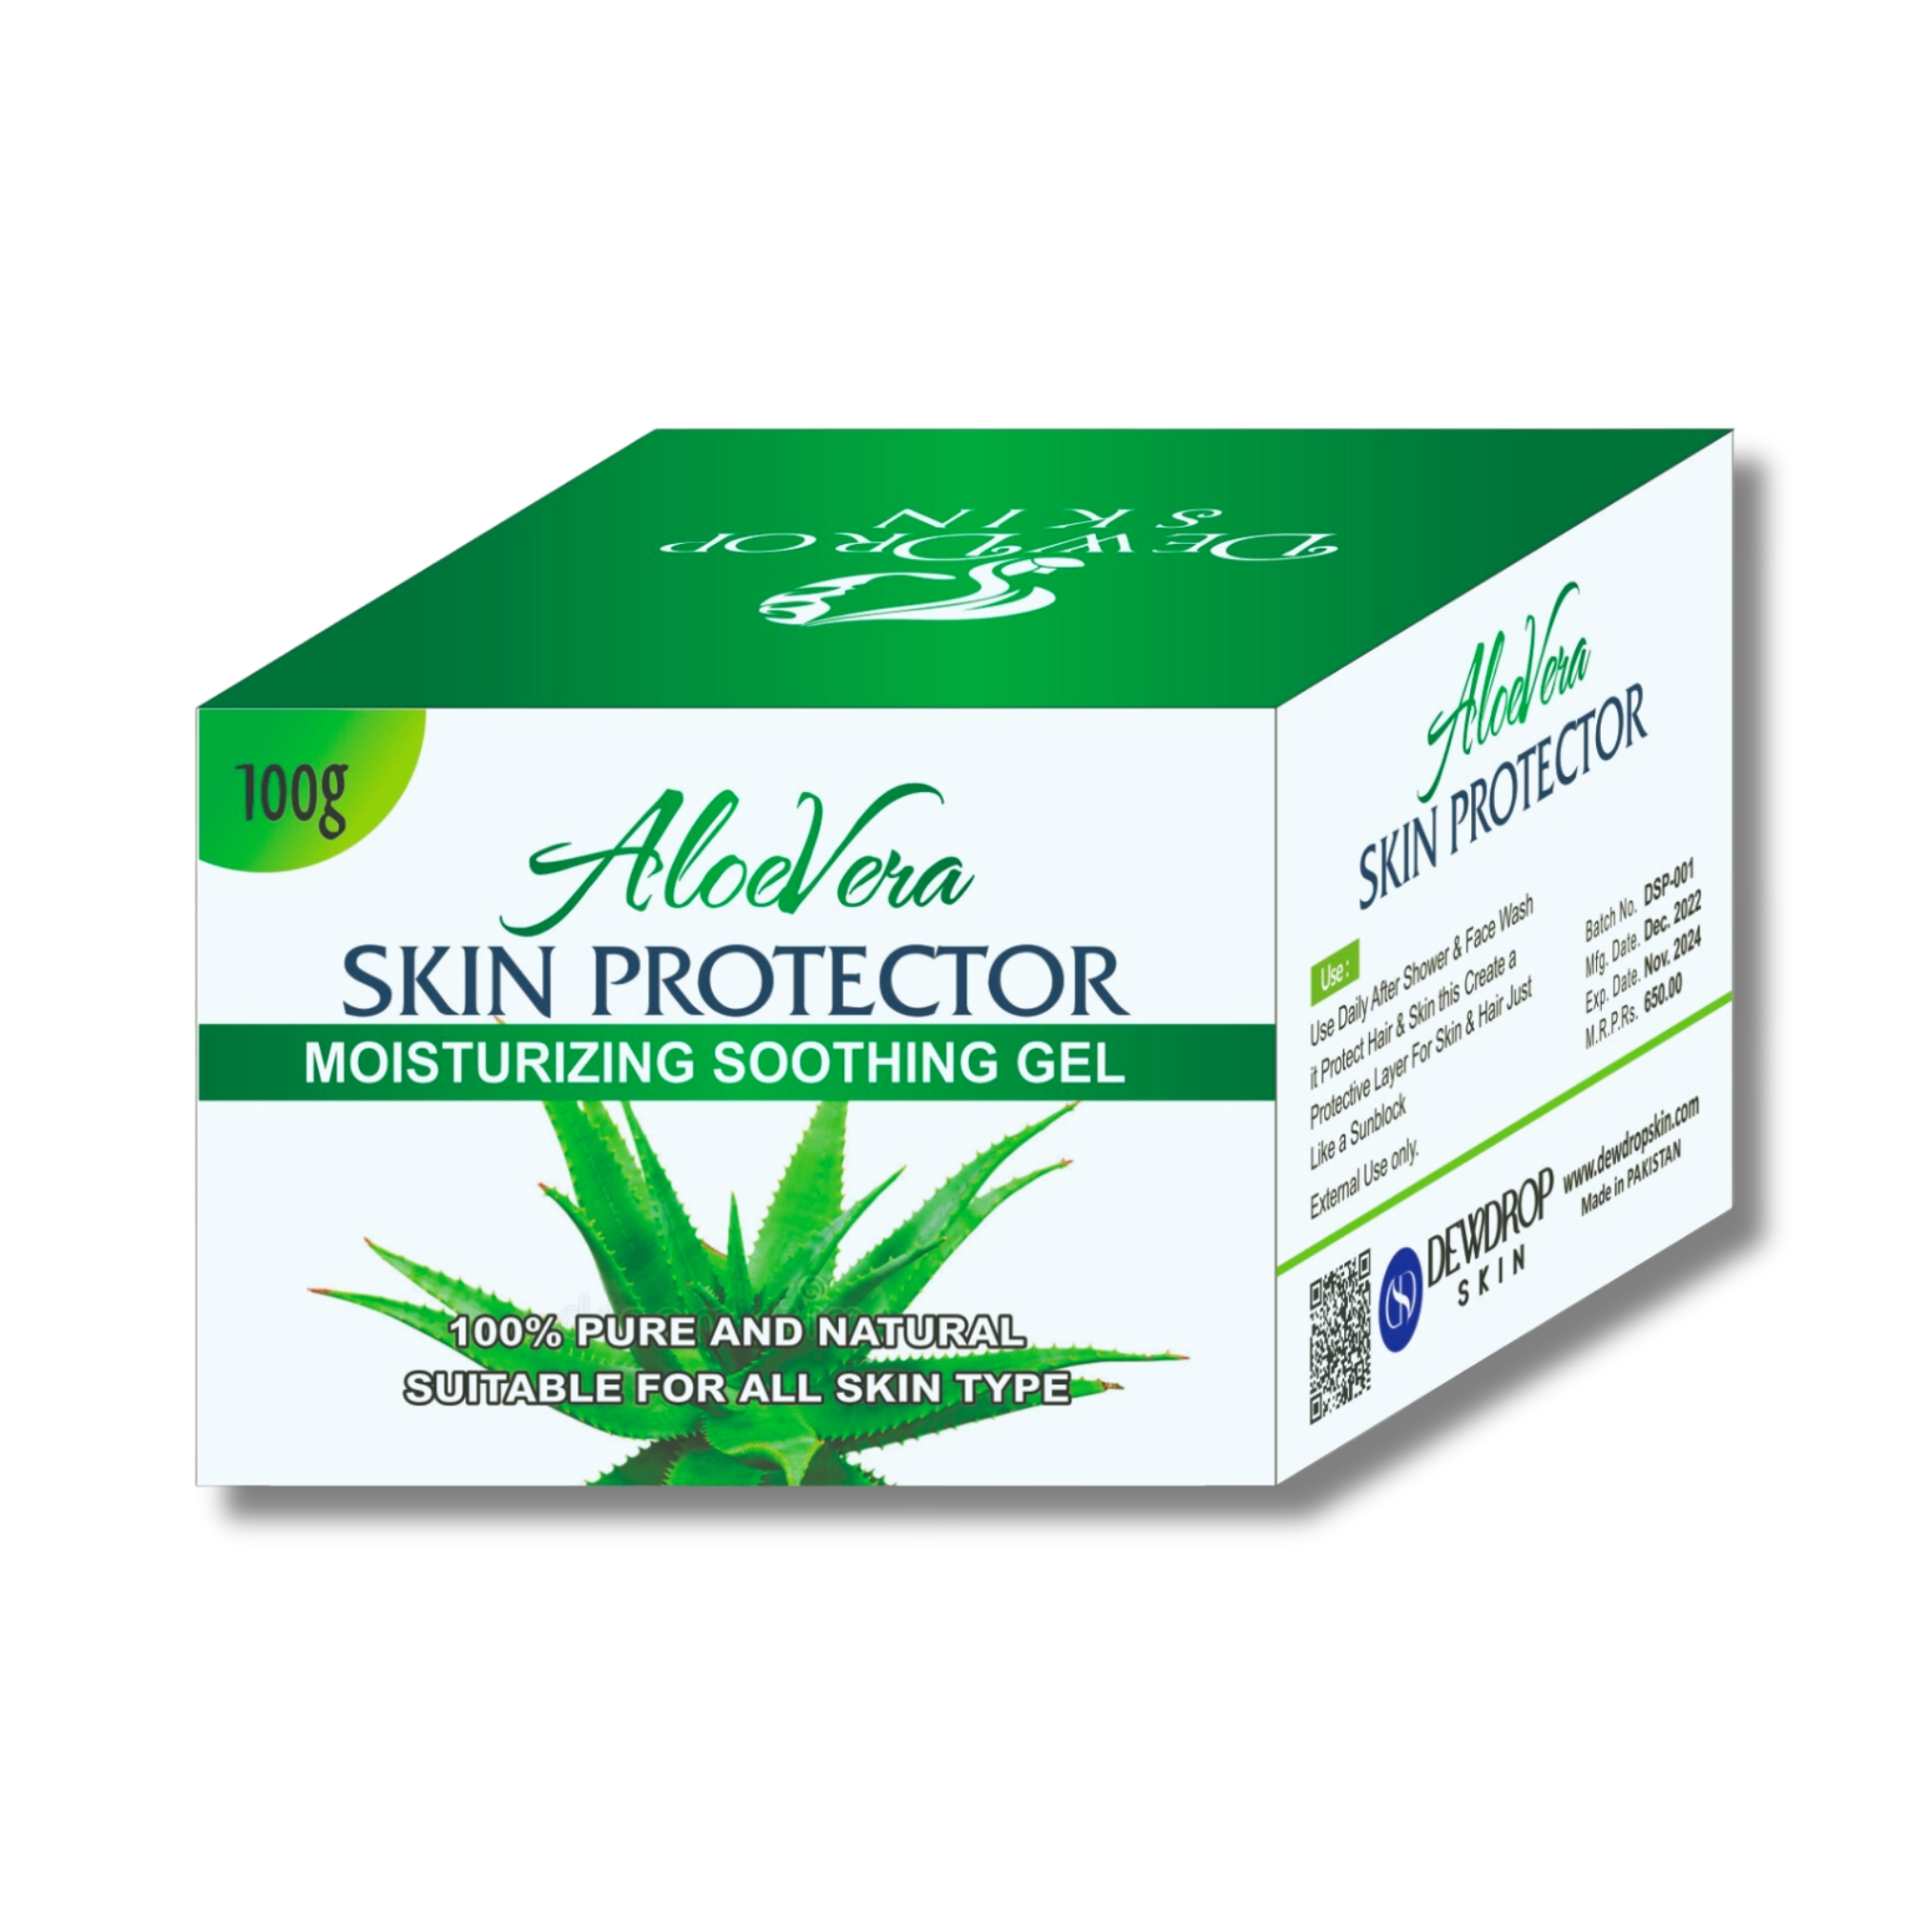 DEWDROP
SKIN
100g
AloeVera
SKIN PROTECTOR
MOISTURIZING SOOTHING GEL
100% PURE AND NATURAL
SUITABLE FOR ALL SKIN TYPE
AloeVera
SKIN PROTECTOR
Use :
Use Daily After Shower & Face Wash
it Protect Hair & Skin this Create a
Protective Layer For Skin & Hair Just
Like a Sunblock
External Use only.
Batch No. DSP-001
Mfg. Date. Dec. 2022
Exp. Date. Nov. 2024
M.R.P.Rs. 650.00
DEWDROP
SKIN
www.dewdropskin.com
Made in PAKISTAN